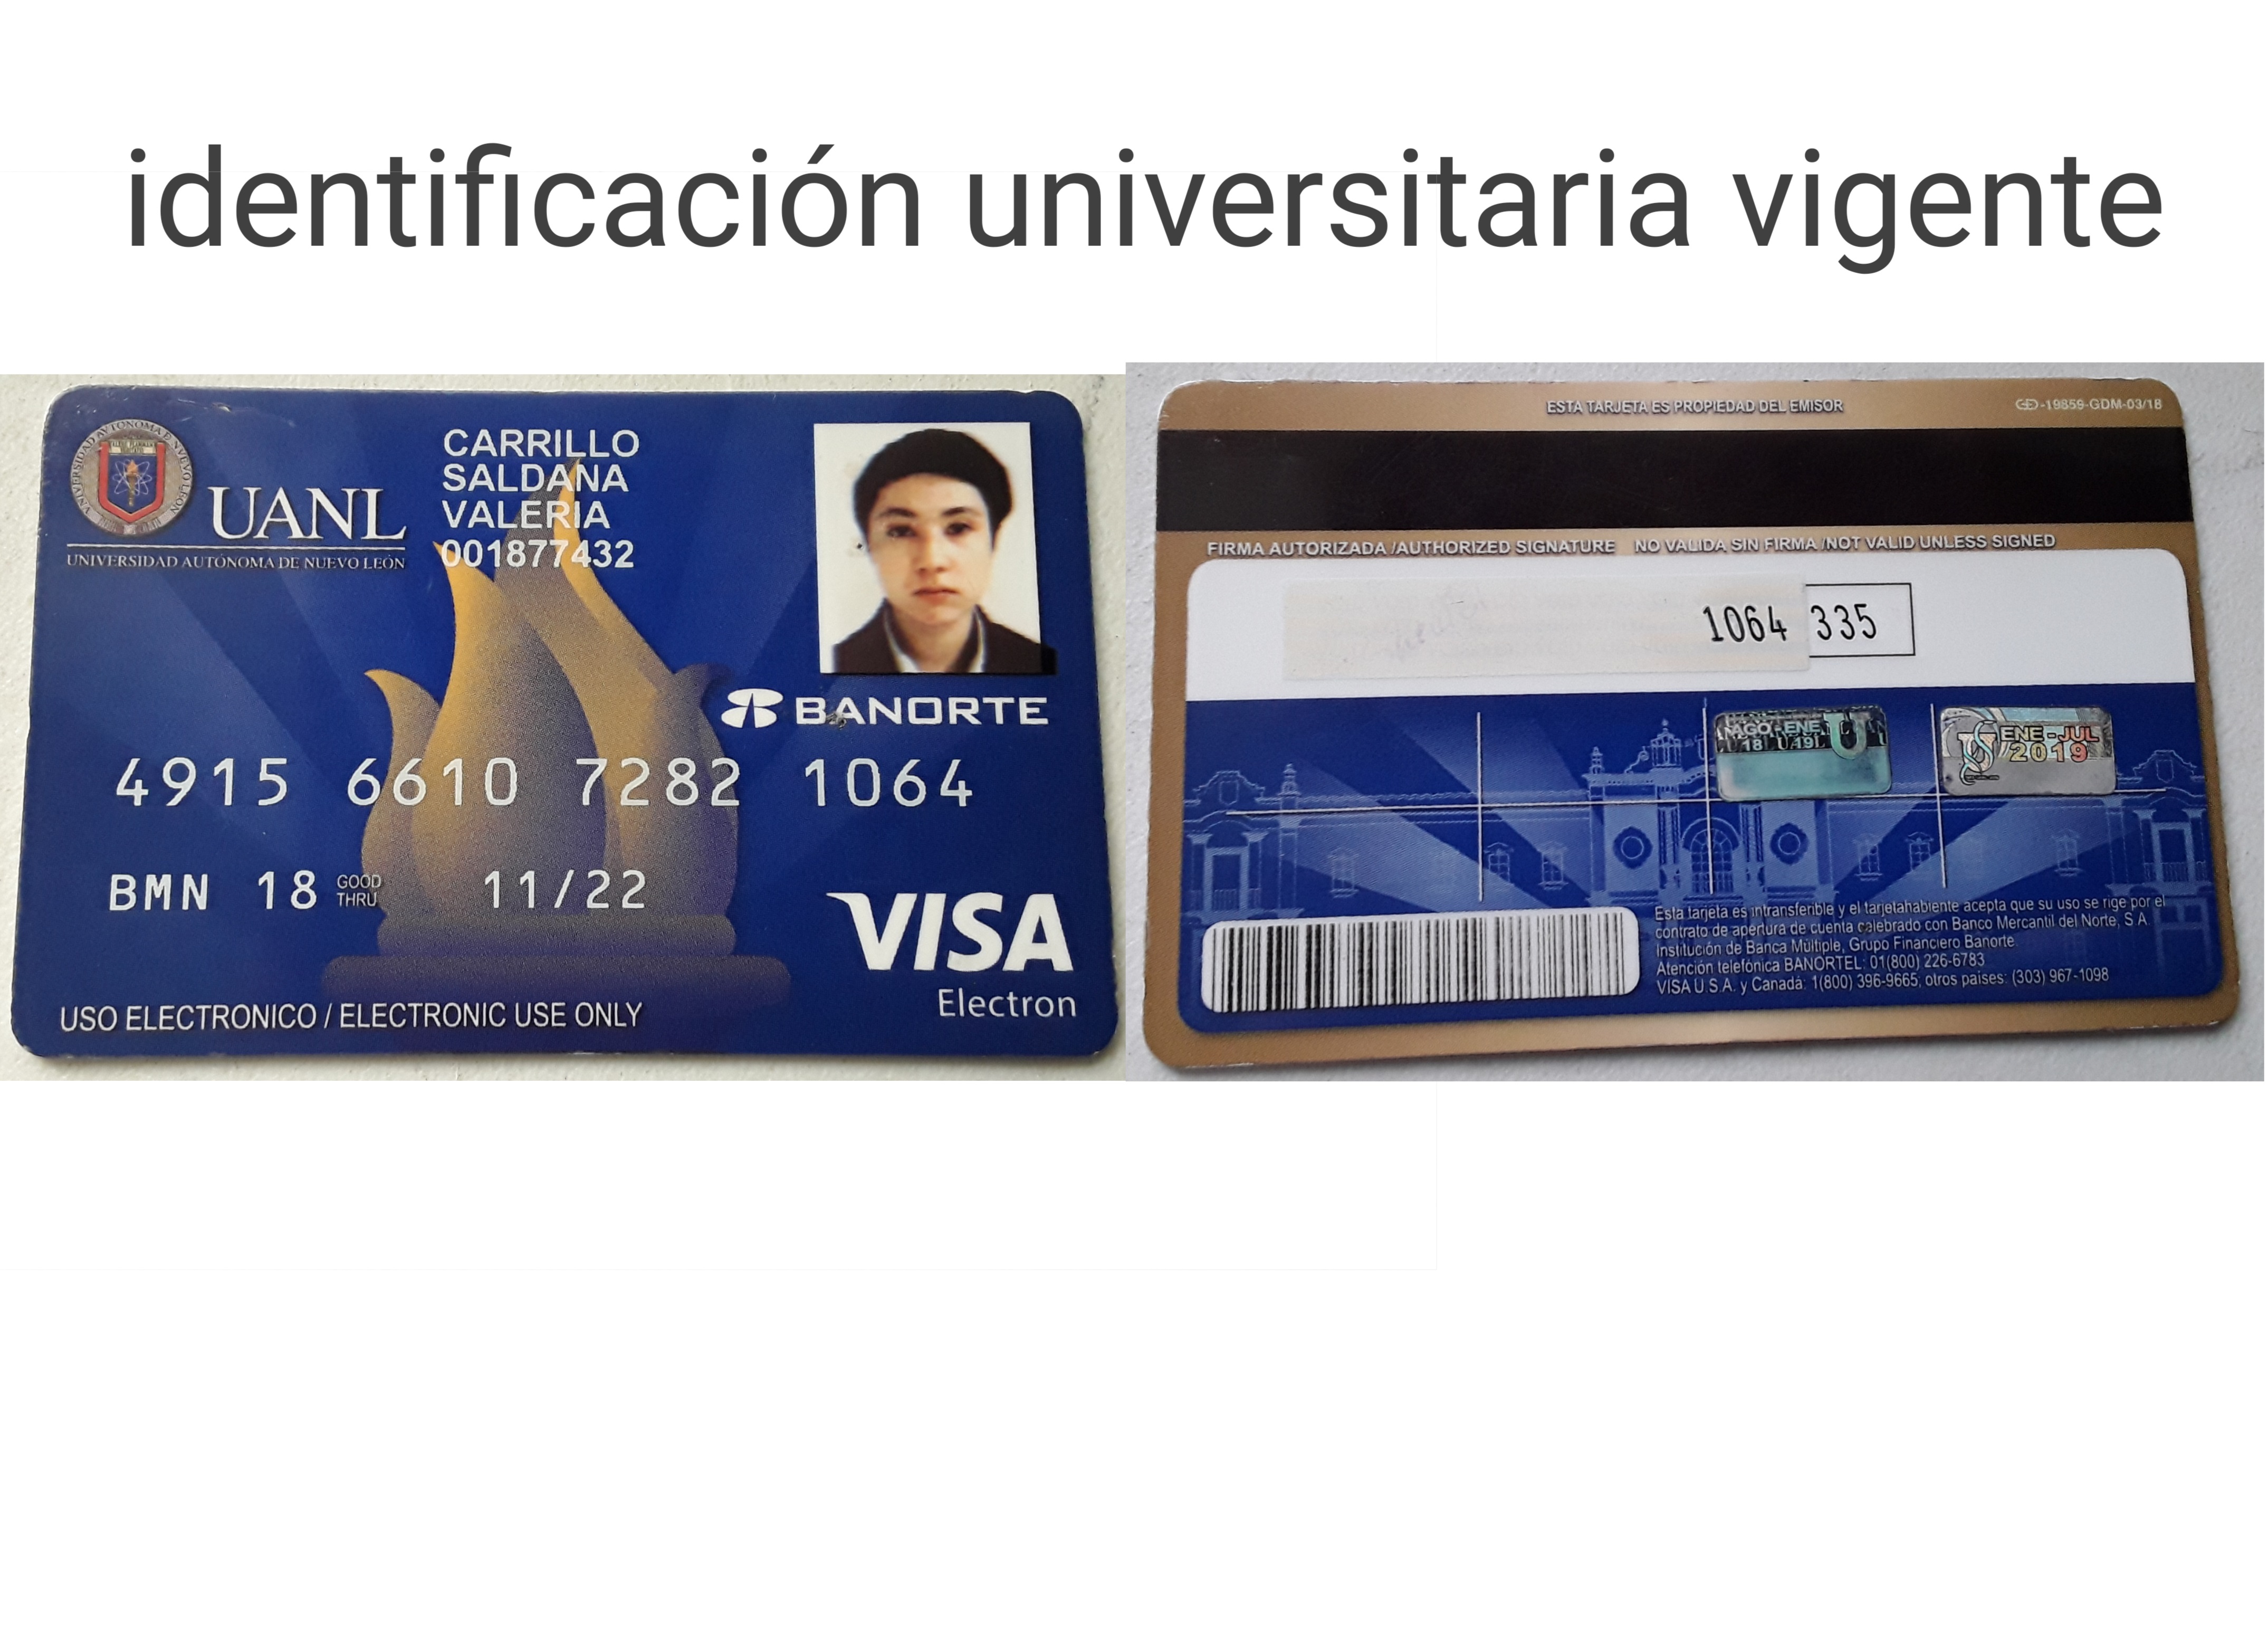 identificación universitaria vigente
UANL
UNIVERSIDAD AUTÓNOMA DE NUEVO LEÓN
CARRILLO
SALDANA
VALERIA
001877432
BANORTE
4915 6610 7282 1064
BMN 18 GOOD THRU 11/22
VISA
Electron
USO ELECTRONICO / ELECTRONIC USE ONLY
ESTA TARJETA ES PROPIEDAD DEL EMISOR
-19859-GDM-03/18
FIRMA AUTORIZADA /AUTHORIZED SIGNATURE NO VALIDA SIN FIRMA /NOT VALID UNLESS SIGNED
1064 335
AGO-ENE
18 19
ENE-JUL
2019
Esta tarjeta es intransferible y el tarjetahabiente acepta que su uso se rige por el
contrato de apertura de cuenta celebrado con Banco Mercantil del Norte, S.A.
Institución de Banca Múltiple, Grupo Financiero Banorte.
Atención telefónica BANORTEL: 01(800) 226-6783
VISA U.S.A. y Canadá: 1(800) 396-9665, otros países: (303) 967-1098